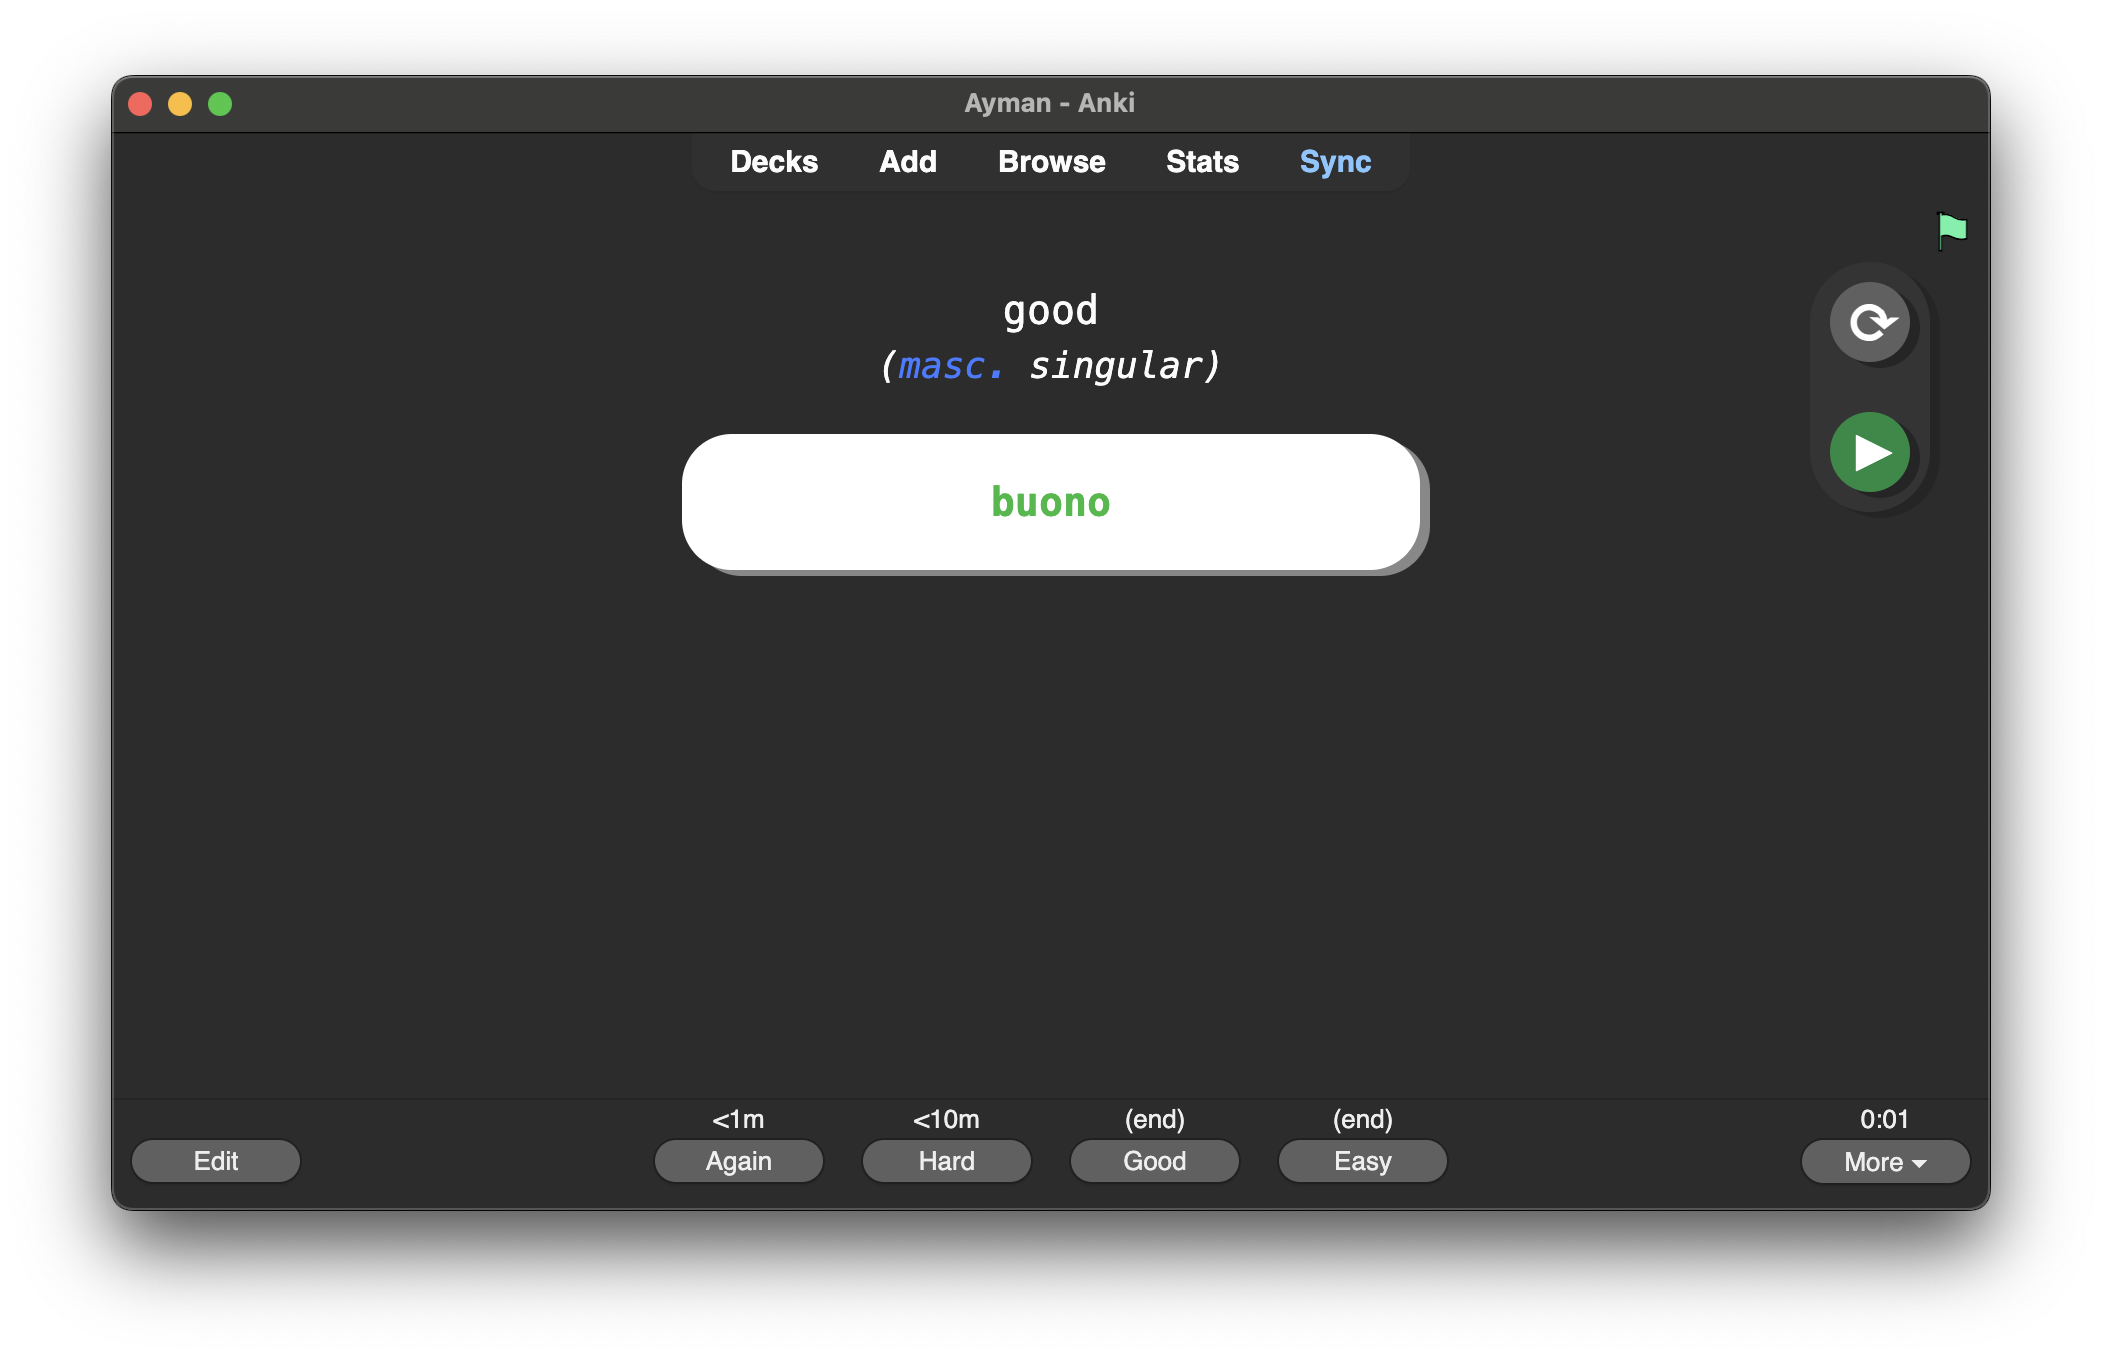 Ayman - Anki
Decks Add Browse Stats Sync
good
(masc. singular)
buono
<1m <10m (end) (end) 0:01
Edit Again Hard Good Easy More